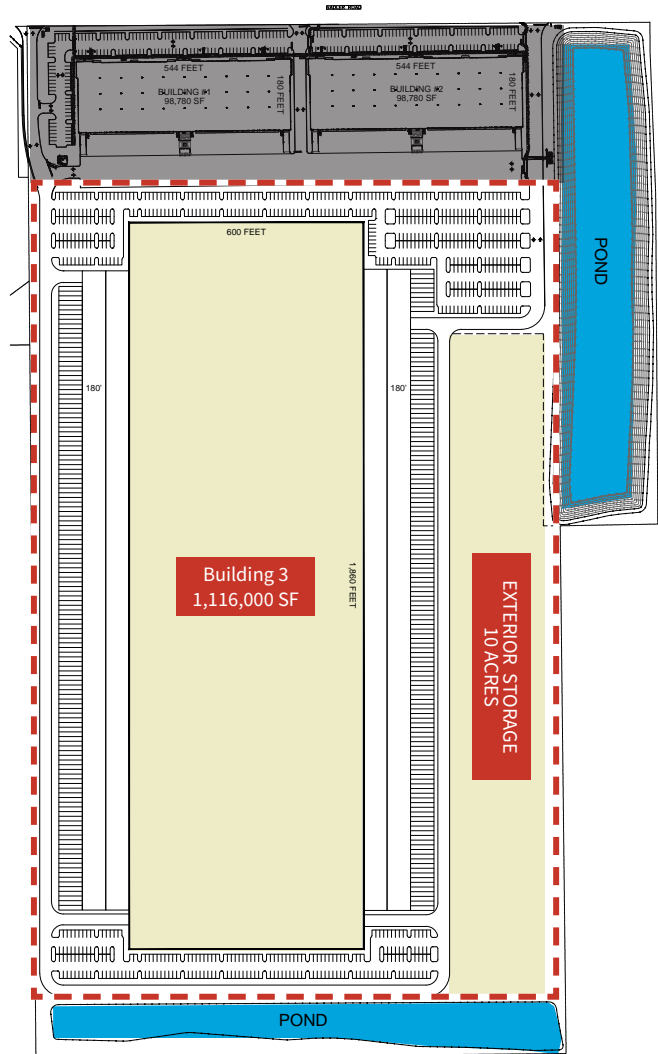 544 FEET
BUILDING #1
98,780 SF
180 FEET
544 FEET
BUILDING #2
98,780 SF
180 FEET
POND
600 FEET
180'
180'
Building 3
1,116,000 SF
1,860 FEET
EXTERIOR STORAGE
10 ACRES
POND